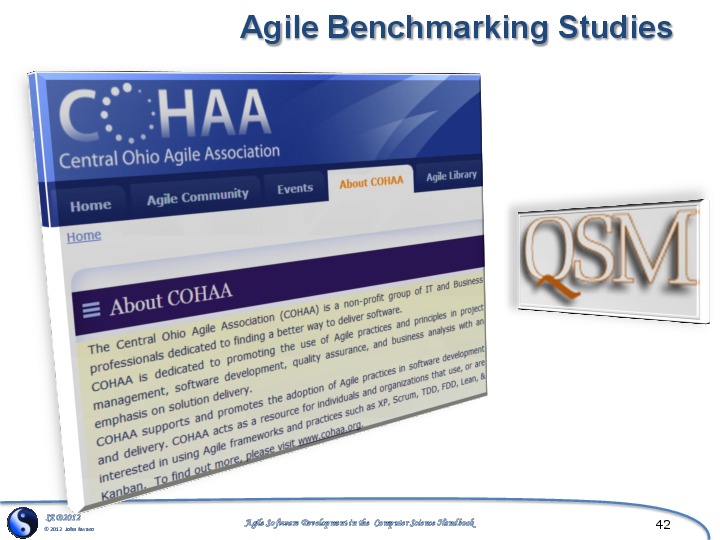 Agile Benchmarking Studies
COHAA
Central Ohio Agile Association
Home Agile Community Events About COHAA Agile Library
Home
About COHAA
The Central Ohio Agile Association (COHAA) is a non-profit group of IT and Business
professionals dedicated to finding a better way to deliver software.
COHAA is dedicated to promoting the use of Agile practices and principles in project
management, software development, quality assurance, and business analysis with an
emphasis on solution delivery.
COHAA supports and promotes the adoption of Agile practices in software development
and delivery. COHAA acts as a resource for individuals and organizations that use, or are
interested in using Agile frameworks and practices such as XP, Scrum, TDD, FDD, Lean, &
Kanban. To find out more, please visit www.cohaa.org.
QSM
© 2012 John
Agile Software Development in the Computer Science Handbook
42